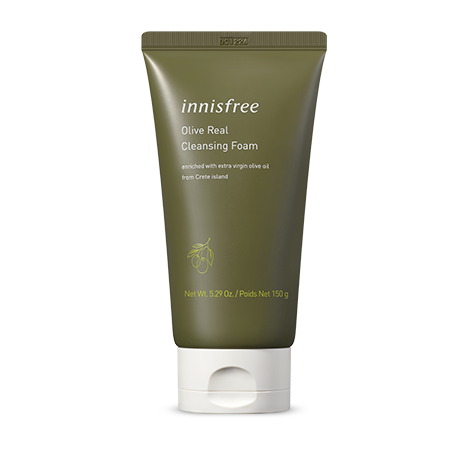 innisfree
Olive Real
Cleansing Foam
enriched with extra virgin olive oil
from Crete island
Net Wt. 5.29 Oz. / Poids Net 150 g